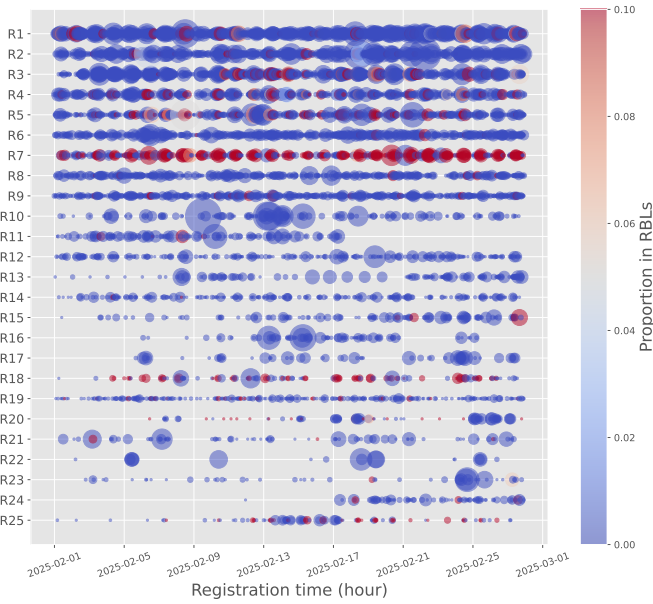 R1
R2
R3
R4
R5
R6
R7
R8
R9
R10
R11
R12
R13
R14
R15
R16
R17
R18
R19
R20
R21
R22
R23
R24
R25
2025-02-01
2025-02-05
2025-02-09
2025-02-13
2025-02-17
2025-02-21
2025-02-25
2025-03-01
Registration time (hour)
0.10
0.08
0.06
0.04
0.02
0.00
Proportion in RBLs